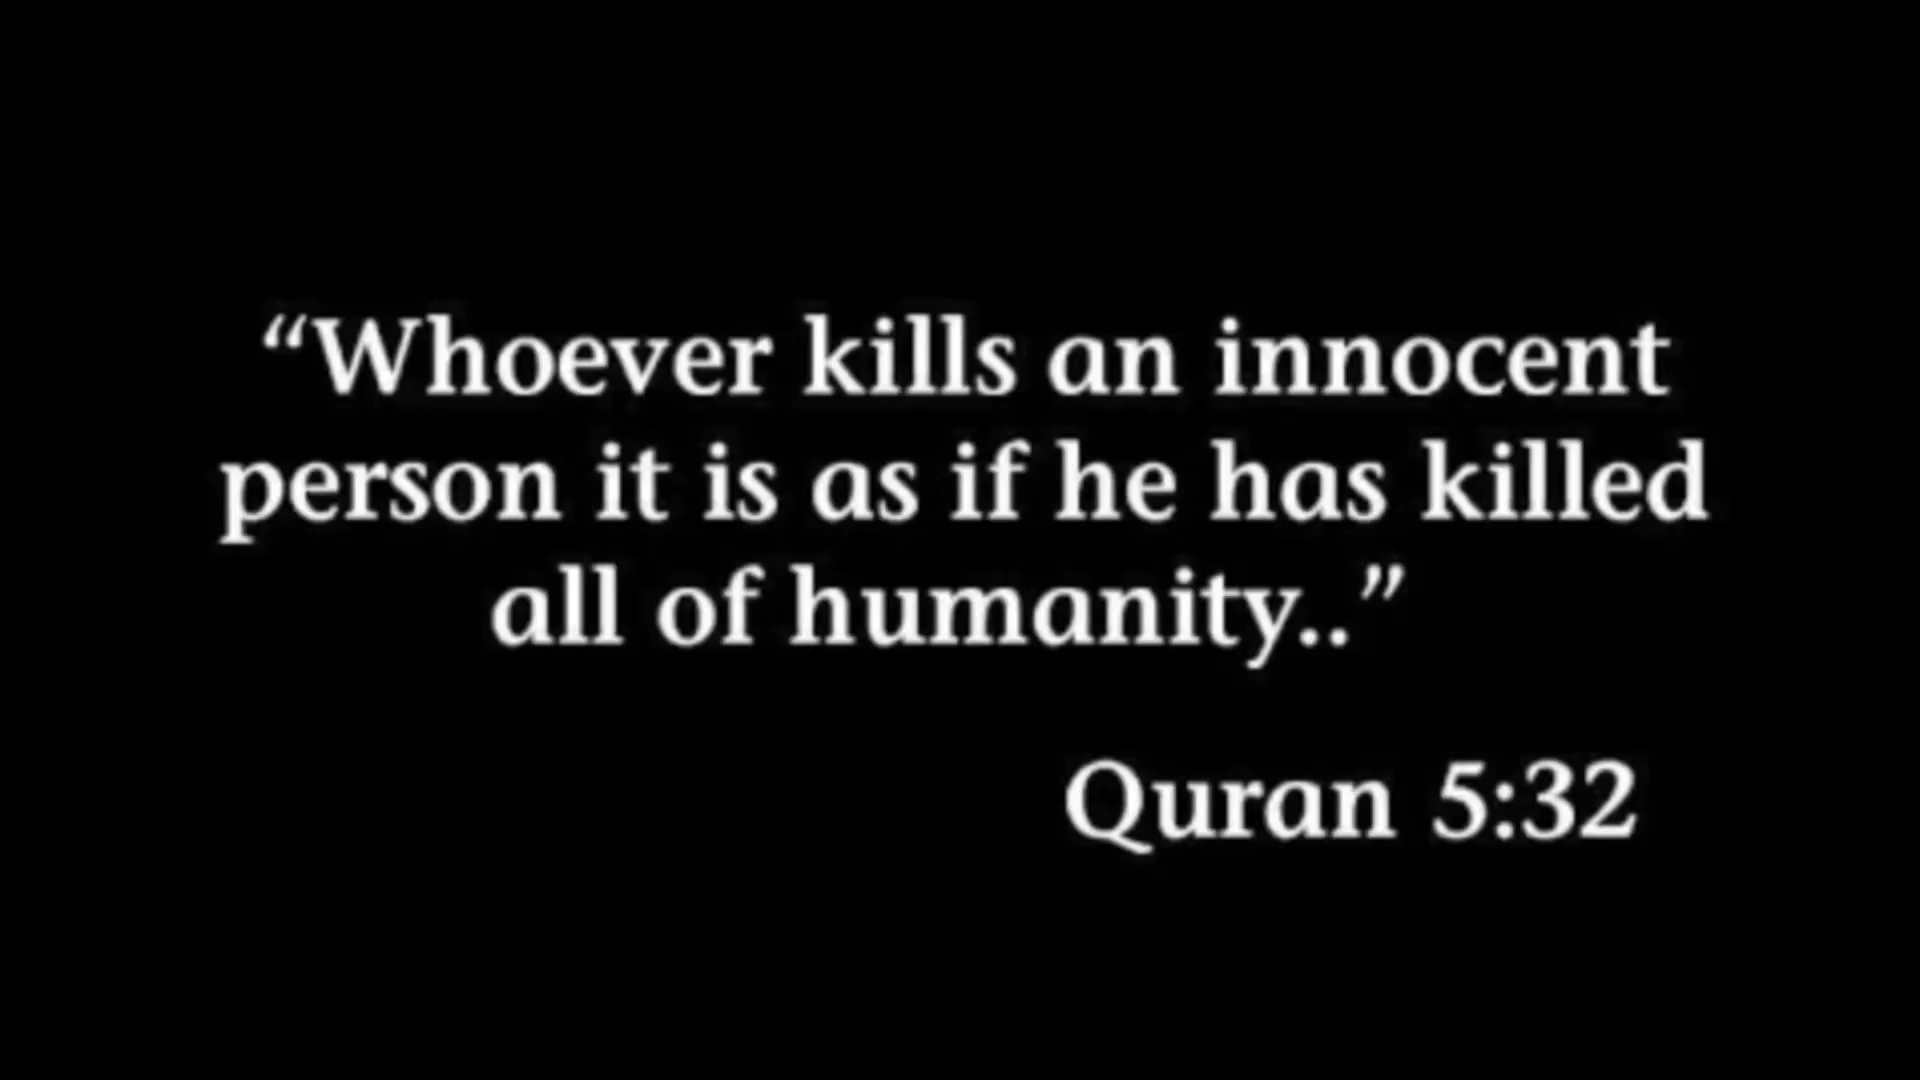 “Whoever kills an innocent
person it is as if he has killed
all of humanity..”
Quran 5:32